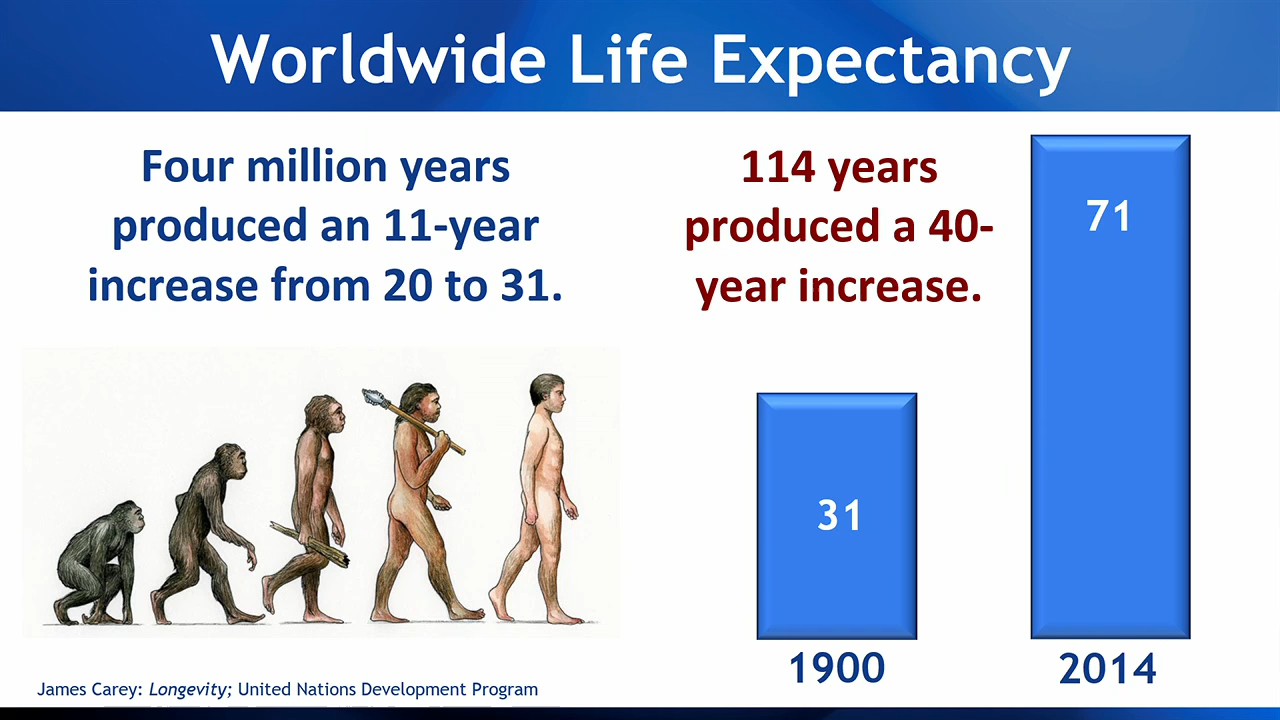 Worldwide Life Expectancy
Four million years
produced an 11-year
increase from 20 to 31.
114 years
produced a 40-
year increase.
71
31
1900
2014
James Carey: Longevity; United Nations Development Program